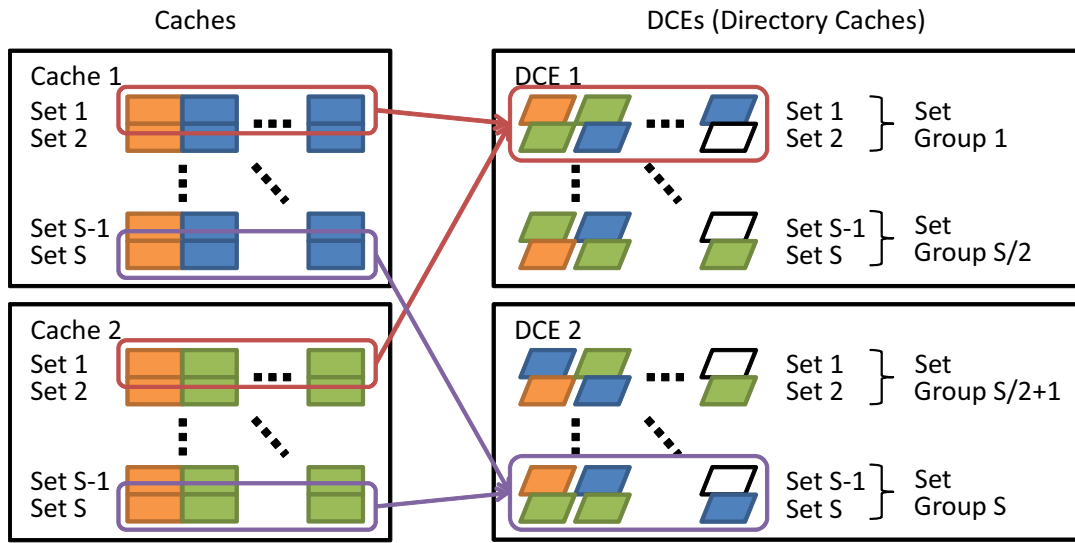 Caches
DCEs (Directory Caches)
Cache 1
Set 1
Set 2
Set S-1
Set S
DCE 1
Set 1
Set 2
Set
Group 1
Set S-1
Set S
Set
Group S/2
Cache 2
Set 1
Set 2
Set S-1
Set S
DCE 2
Set 1
Set 2
Set
Group S/2+1
Set S-1
Set S
Set
Group S